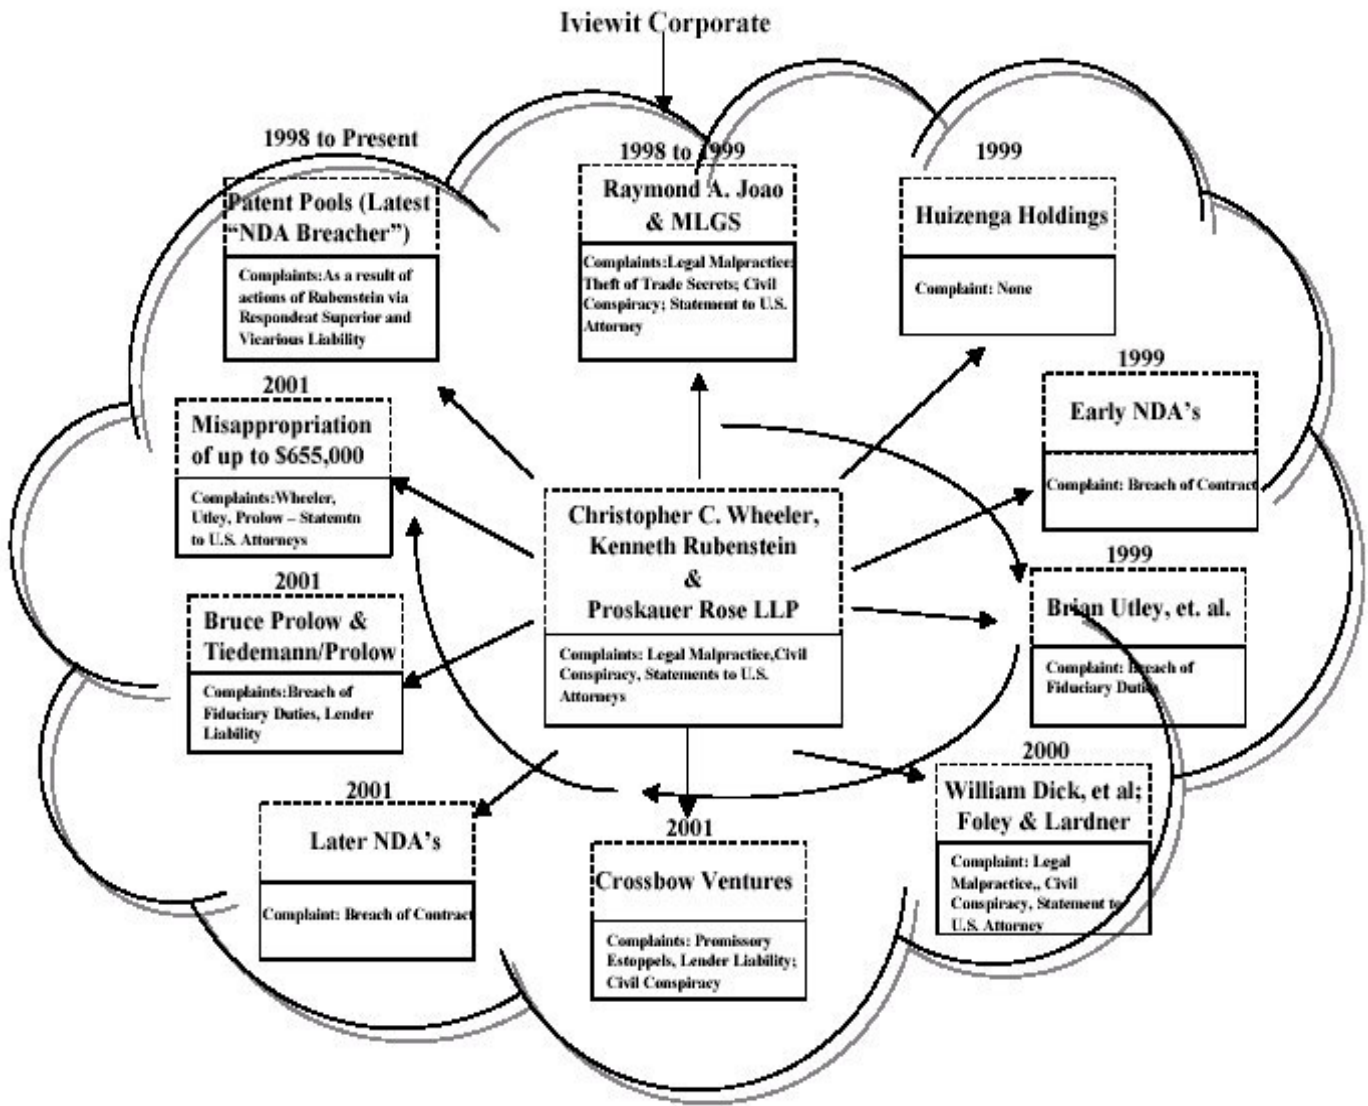 Iviewit Corporate
1998 to Present
Patent Pools (Latest
“NDA Breacher”)
Complaints:As a result of
actions of Rubenstein via
Respondeat Superior and
Vicarious Liability
1998 to 1999
Raymond A. Joao
& MLGS
Complaints:Legal Malpractice;
Theft of Trade Secrets; Civil
Conspiracy; Statement to U.S.
Attorney
1999
Huizenga Holdings
Complaint: None
1999
Early NDA's
Complaint: Breach of Contract
2001
Misappropriation
of up to $655,000
Complaints:Wheeler,
Utley, Prolow – Statemtn
to U.S. Attorneys
Christopher C. Wheeler,
Kenneth Rubenstein
&
Proskauer Rose LLP
Complaints: Legal Malpractice,Civil
Conspiracy, Statements to U.S.
Attorneys
1999
Brian Utley, et. al.
Complaint: Breach of
Fiduciary Duties
2001
Bruce Prolow &
Tiedemann/Prolow
Complaints:Breach of
Fiduciary Duties, Lender
Liability
2000
William Dick, et al;
Foley & Lardner
Complaint: Legal
Malpractice,, Civil
Conspiracy, Statement to
U.S. Attorney
2001
Later NDA's
Complaint: Breach of Contract
2001
Crossbow Ventures
Complaints: Promissory
Estoppels, Lender Liability;
Civil Conspiracy